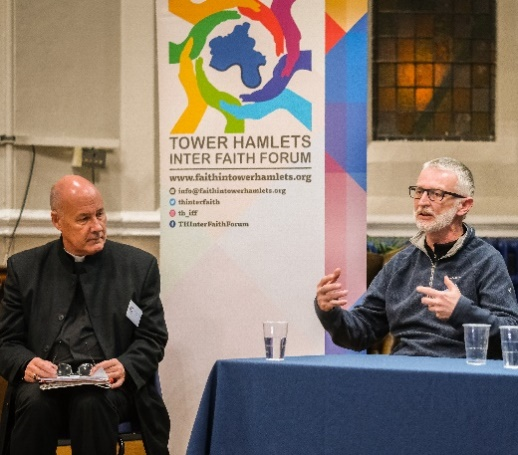 TOWER HAMLETS
INTER FAITH FORUM
www.faithintowerhamlets.org
info@faithintowerhamlets.org
thinterfaith
th_iff
THInterFaithForum